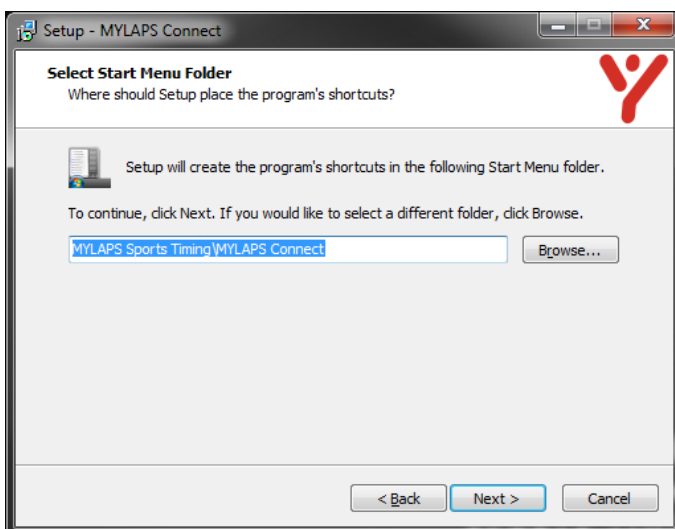 Setup - MYLAPS Connect
Select Start Menu Folder
Where should Setup place the program's shortcuts?
Setup will create the program's shortcuts in the following Start Menu folder.
To continue, click Next. If you would like to select a different folder, click Browse.
MYLAPS Sports Timing\MYLAPS Connect
Browse...
< Back
Next >
Cancel